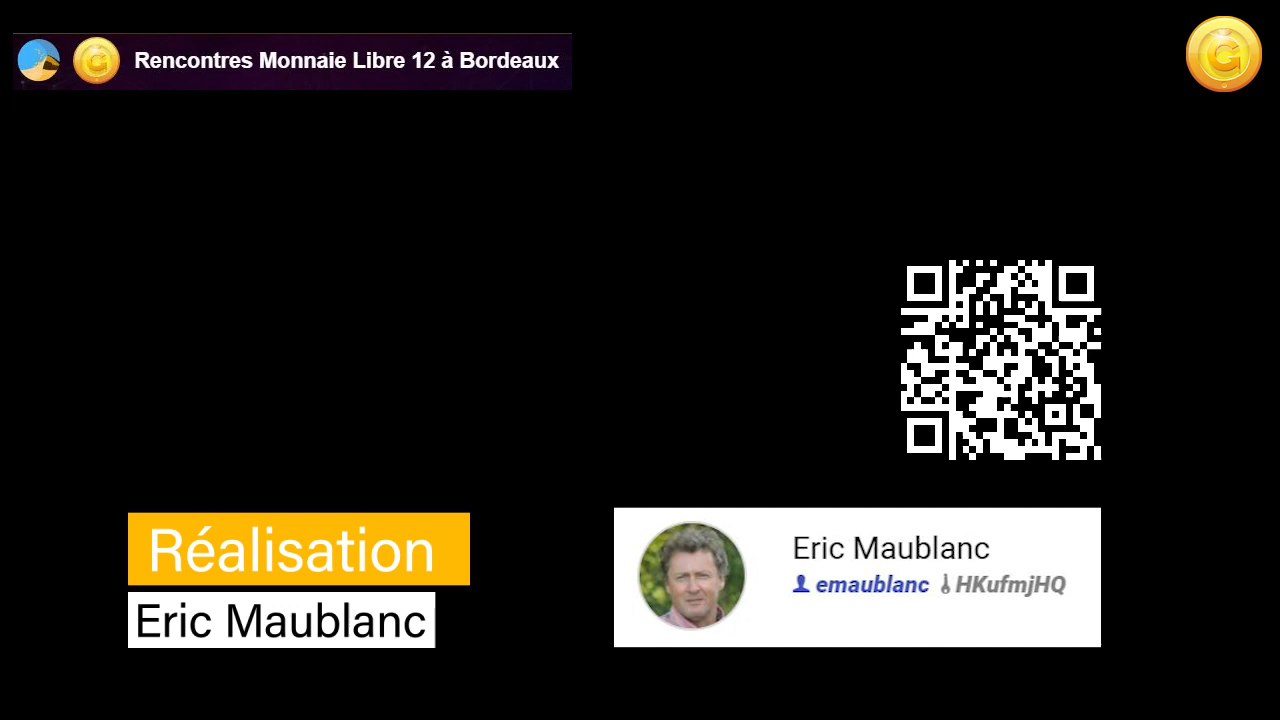 Rencontres Monnaie Libre 12 à Bordeaux
G
Réalisation
Eric Maublanc
Eric Maublanc
emaublanc HKufmjHQ